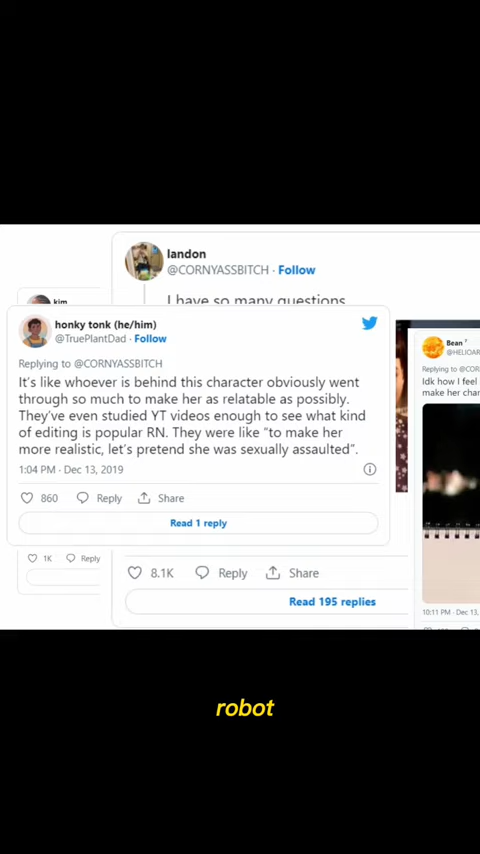 landon
@CORNYASSBITCH · Follow
I have so many questions
kim
honky tonk (he/him)
@TruePlantDad · Follow
Replying to @CORNYASSBITCH
It's like whoever is behind this character obviously went
through so much to make her as relatable as possibly.
They've even studied YT videos enough to see what kind
of editing is popular RN. They were like “to make her
more realistic, let's pretend she was sexually assaulted”.
1:04 PM · Dec 13, 2019
860 Reply Share
Read 1 reply
1K Reply
8.1K Reply Share
Read 195 replies
Bean
@HELIOAR
Replying to @COR
Idk how I feel
make her char
10:11 PM · Dec 13,
robot